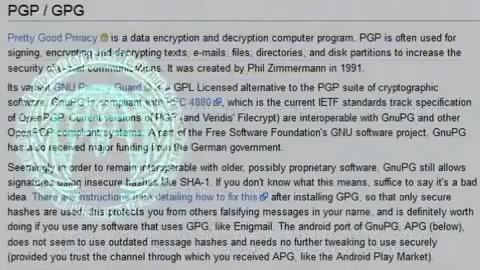 PGP / GPG
Pretty Good Privacy is a data encryption and decryption computer program. PGP is often used for
signing, encrypting and decrypting texts, e-mails, files, directories, and disk partitions to increase the
security of e-mail communications. It was created by Phil Zimmermann in 1991.
Its variant GNU Privacy Guard is a GPL Licensed alternative to the PGP suite of cryptographic
software. GnuPG is compliant with RFC 4880, which is the current IETF standards track specification
of OpenPGP. Current versions of PGP (and Veridis' Filecrypt) are interoperable with GnuPG and other
OpenPGP-compliant systems. A part of the Free Software Foundation's GNU software project, GnuPG
has also received major funding from the German government.
Seemingly in order to remain interoperable with older, possibly proprietary software, GnuPG still allows
signatures using insecure hashes like SHA-1. If you don't know what this means, suffice to say it's a bad
idea. There are instructions here detailing how to fix this after installing GPG, so that only secure
hashes are used, this protects you from others falsifying messages in your name, and is definitely worth
doing if you use any software that uses GPG, like Enigmail. The android port of GnuPG, APG (below),
does not seem to use outdated message hashes and needs no further tweaking to use securely
(provided you trust the channel through which you received APG, like the Android Play Market).